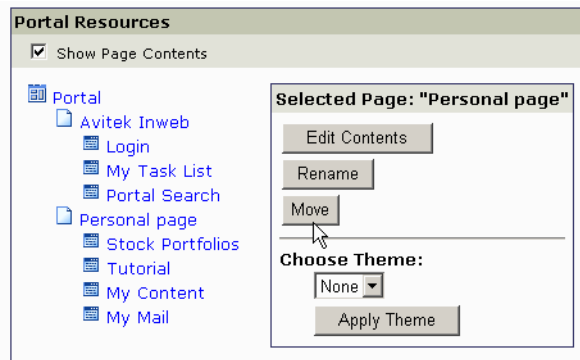 Portal Resources
Show Page Contents
Portal
Avitek Inweb
Login
My Task List
Portal Search
Personal page
Stock Portfolios
Tutorial
My Content
My Mail
Selected Page: "Personal page"
Edit Contents
Rename
Move
Choose Theme:
None
Apply Theme